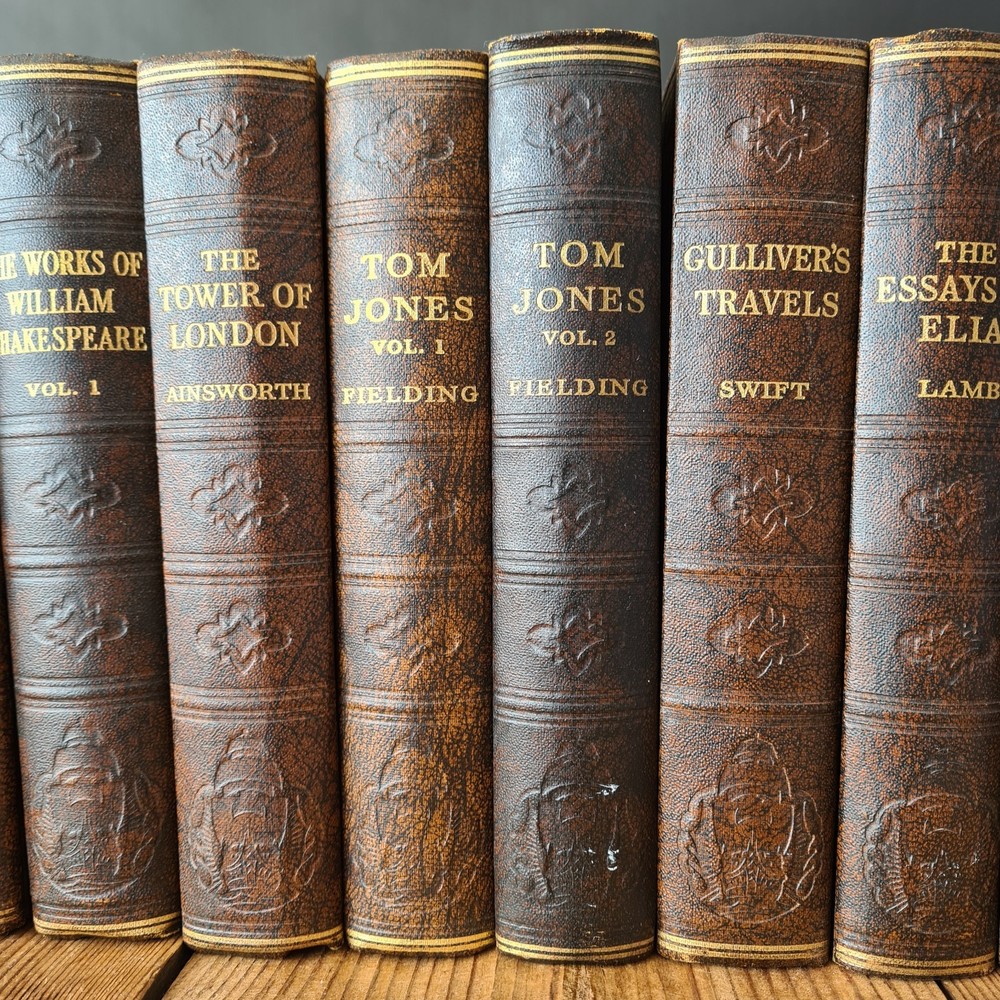 HE WORKS OF
WILLIAM
HAKESPEARE
VOL. 1
THE
TOWER OF
LONDON
AINSWORTH
TOM
JONES
VOL. 1
FIELDING
TOM
JONES
VOL. 2
FIELDING
GULLIVER'S
TRAVELS
SWIFT
THE
ESSAYS
ELIA
LAMB